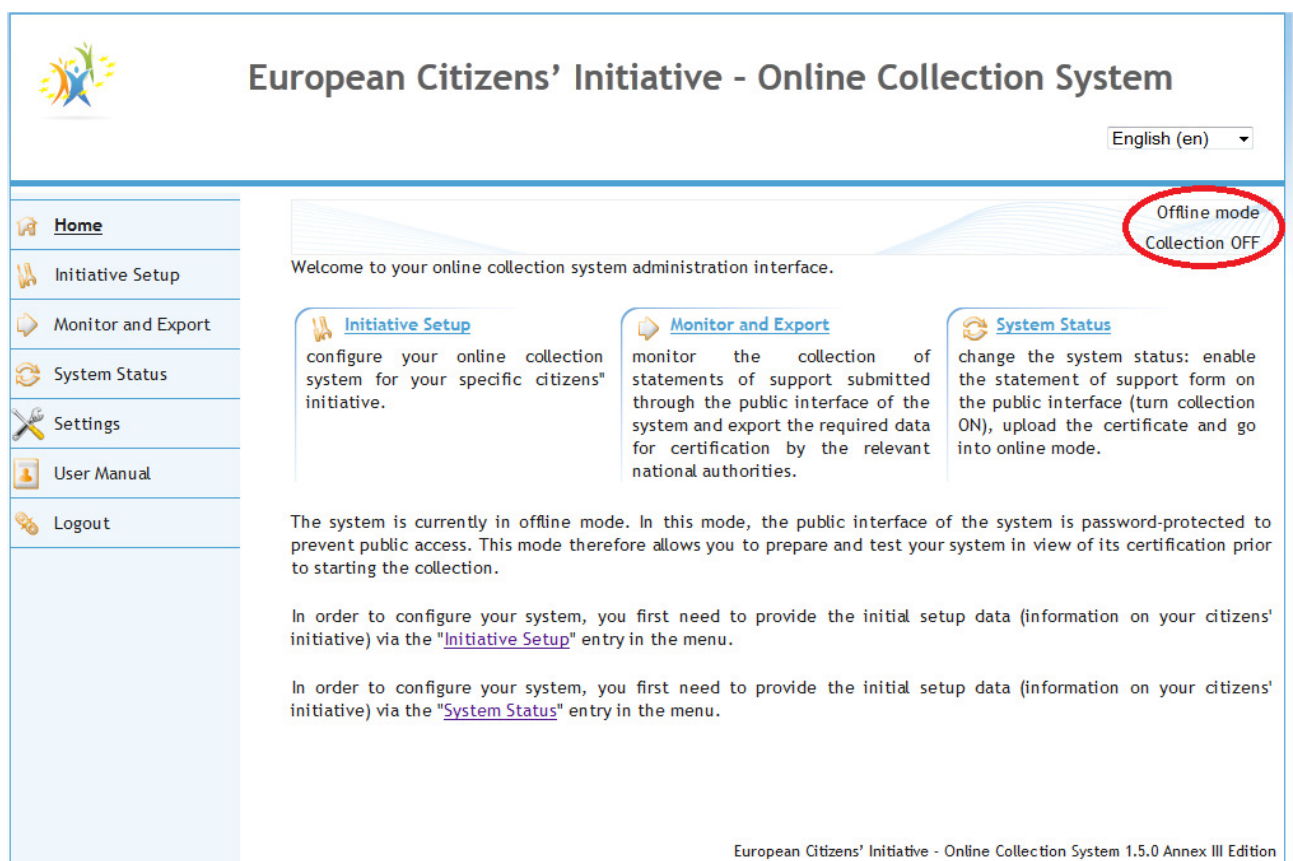 European Citizens’ Initiative - Online Collection System
English (en)
Offline mode
Collection OFF
Home
Initiative Setup
Monitor and Export
System Status
Settings
User Manual
Logout
Welcome to your online collection system administration interface.
Initiative Setup
configure your online collection
system for your specific citizens"
initiative.
Monitor and Export
monitor the collection of
statements of support submitted
through the public interface of the
system and export the required data
for certification by the relevant
national authorities.
System Status
change the system status: enable
the statement of support form on
the public interface (turn collection
ON), upload the certificate and go
into online mode.
The system is currently in offline mode. In this mode, the public interface of the system is password-protected to
prevent public access. This mode therefore allows you to prepare and test your system in view of its certification prior
to starting the collection.
In order to configure your system, you first need to provide the initial setup data (information on your citizens'
initiative) via the "Initiative Setup" entry in the menu.
In order to configure your system, you first need to provide the initial setup data (information on your citizens'
initiative) via the "System Status" entry in the menu.
European Citizens’ Initiative - Online Collection System 1.5.0 Annex III Edition